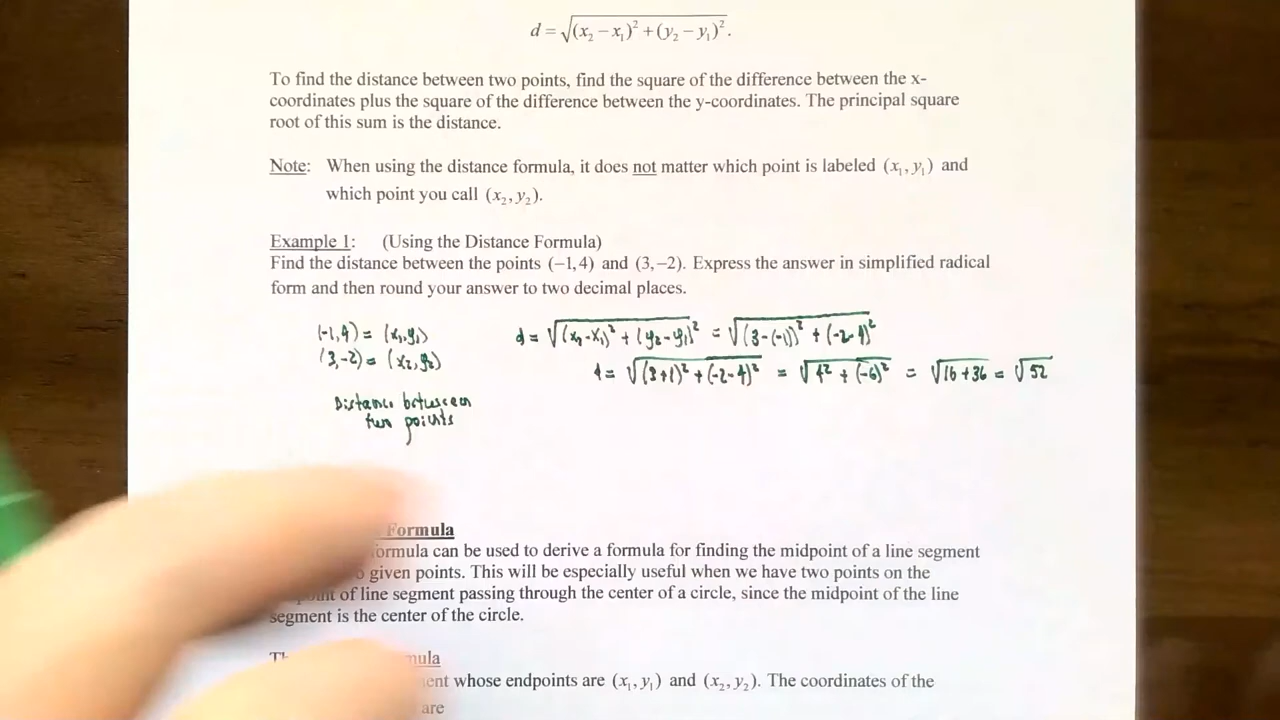 d = √(x₂ − x₁)² + (y₂ − y₁)².
To find the distance between two points, find the square of the difference between the x-
coordinates plus the square of the difference between the y-coordinates. The principal square
root of this sum is the distance.
Note: When using the distance formula, it does not matter which point is labeled (x₁, y₁) and
which point you call (x₂, y₂).
Example 1: (Using the Distance Formula)
Find the distance between the points (−1, 4) and (3, −2). Express the answer in simplified radical
form and then round your answer to two decimal places.
(-1,4) = (x₁,y₁)
(3,-2) = (x₂,y₂)
Distance between
two points
d = √(x₂-x₁)² + (y₂-y₁)² = √(3-(-1))² + (-2-4)²
d = √(3+1)² + (-2-4)² = √4² + (-6)² = √16+36 = √52
Formula
formula can be used to derive a formula for finding the midpoint of a line segment
given points. This will be especially useful when we have two points on the
of line segment passing through the center of a circle, since the midpoint of the line
segment is the center of the circle.
whose endpoints are (x₁, y₁) and (x₂, y₂). The coordinates of the
are